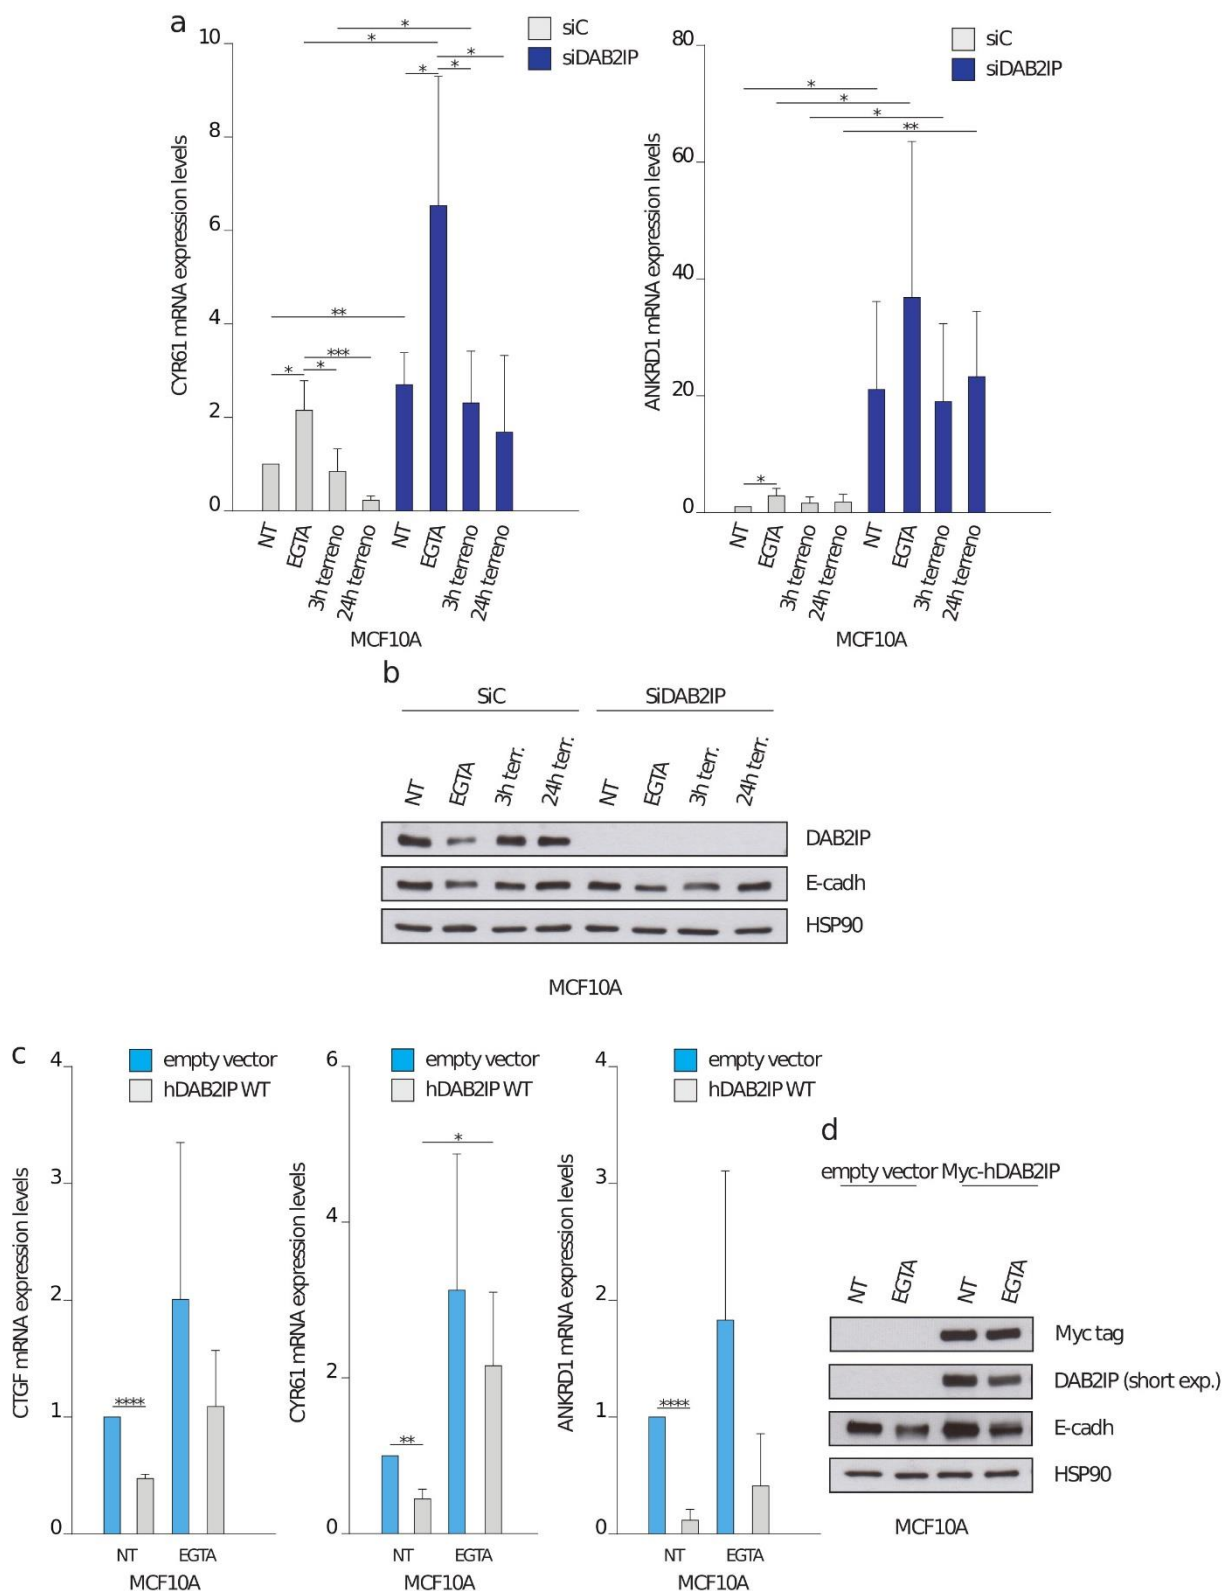 a
siC
siDAB2IP
CYR61 mRNA expression levels
10
8
6
4
2
0
*
*
*
*
*
**
***
*
*
NT
EGTA
3h terreno
24h terreno
NT
EGTA
3h terreno
24h terreno
MCF10A
siC
siDAB2IP
ANKRD1 mRNA expression levels
80
60
40
20
0
*
*
*
**
*
NT
EGTA
3h terreno
24h terreno
NT
EGTA
3h terreno
24h terreno
MCF10A
b
SiC
SiDAB2IP
NT
EGTA
3h terr.
24h terr.
NT
EGTA
3h terr.
24h terr.
DAB2IP
E-cadh
HSP90
MCF10A
c
empty vector
hDAB2IP WT
CTGF mRNA expression levels
4
3
2
1
0
****
NT
EGTA
MCF10A
empty vector
hDAB2IP WT
CYR61 mRNA expression levels
6
4
2
0
*
**
NT
EGTA
MCF10A
empty vector
hDAB2IP WT
ANKRD1 mRNA expression levels
4
3
2
1
0
****
NT
EGTA
MCF10A
d
empty vector Myc-hDAB2IP
NT
EGTA
NT
EGTA
Myc tag
DAB2IP (short exp.)
E-cadh
HSP90
MCF10A